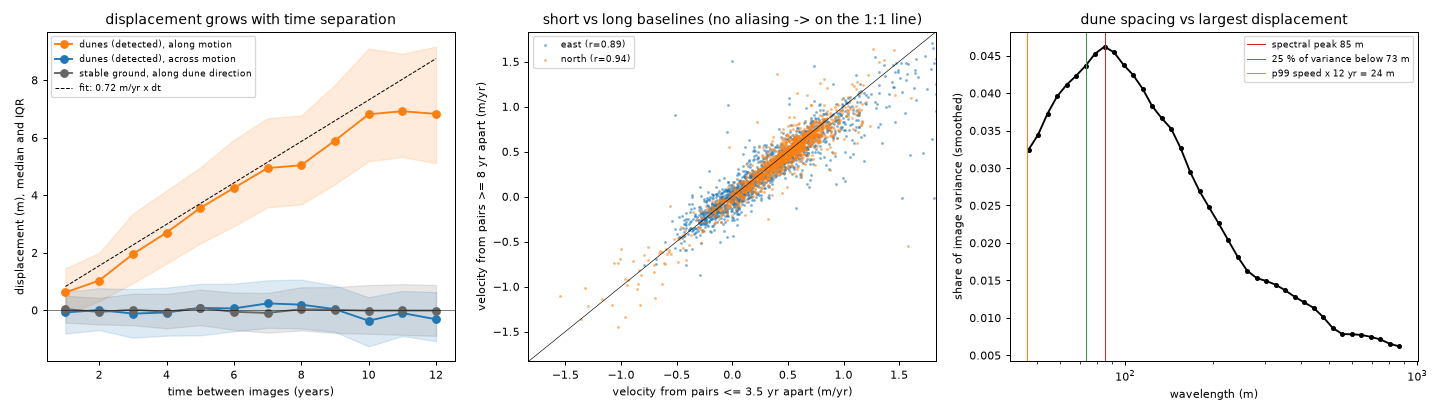 displacement grows with time separation
dunes (detected), along motion
dunes (detected), across motion
stable ground, along dune direction
fit: 0.72 m/yr x dt
displacement (m), median and IQR
8
6
4
2
0
2
4
6
8
10
12
time between images (years)
short vs long baselines (no aliasing -> on the 1:1 line)
east (r=0.89)
north (r=0.94)
velocity from pairs >= 8 yr apart (m/yr)
1.5
1.0
0.5
0.0
−0.5
−1.0
−1.5
−1.5
−1.0
−0.5
0.0
0.5
1.0
1.5
velocity from pairs <= 3.5 yr apart (m/yr)
dune spacing vs largest displacement
spectral peak 85 m
25 % of variance below 73 m
p99 speed x 12 yr = 24 m
share of image variance (smoothed)
0.045
0.040
0.035
0.030
0.025
0.020
0.015
0.010
0.005
10²
10³
wavelength (m)